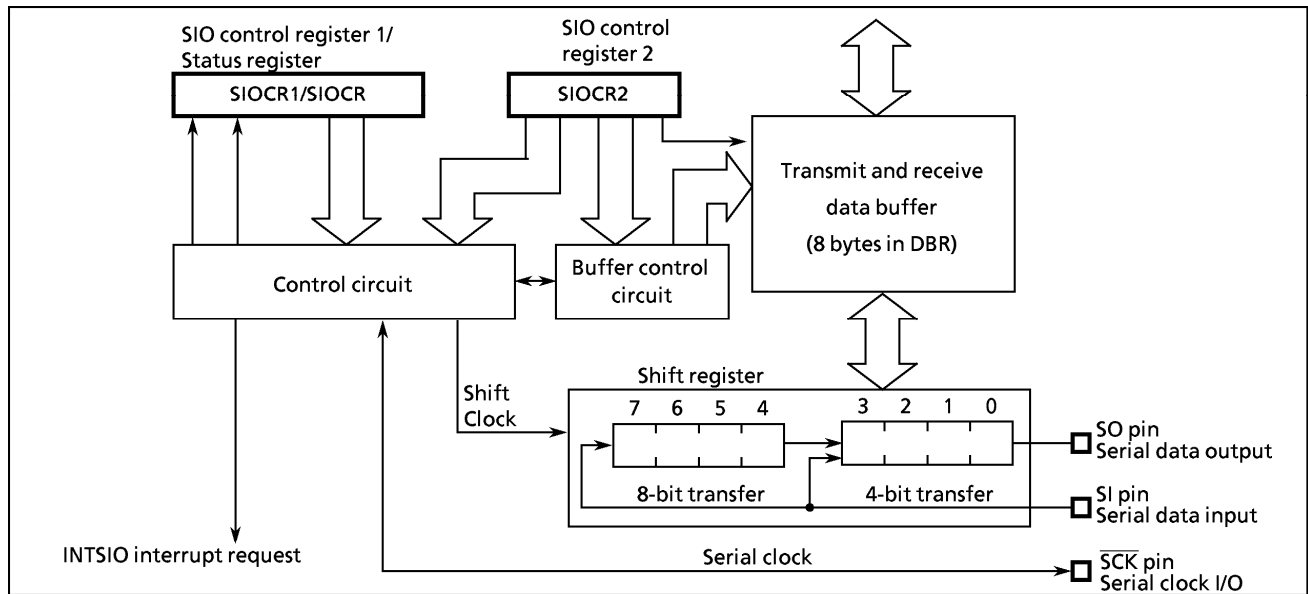 SIO control register 1/
Status register
SIOCR1/SIOCR
SIO control
register 2
SIOCR2
Transmit and receive
data buffer
(8 bytes in DBR)
Control circuit
Buffer control
circuit
Shift register
Shift
Clock
7 6 5 4 3 2 1 0
8-bit transfer
4-bit transfer
SO pin
Serial data output
SI pin
Serial data input
INTSIO interrupt request
Serial clock
SCK pin
Serial clock I/O